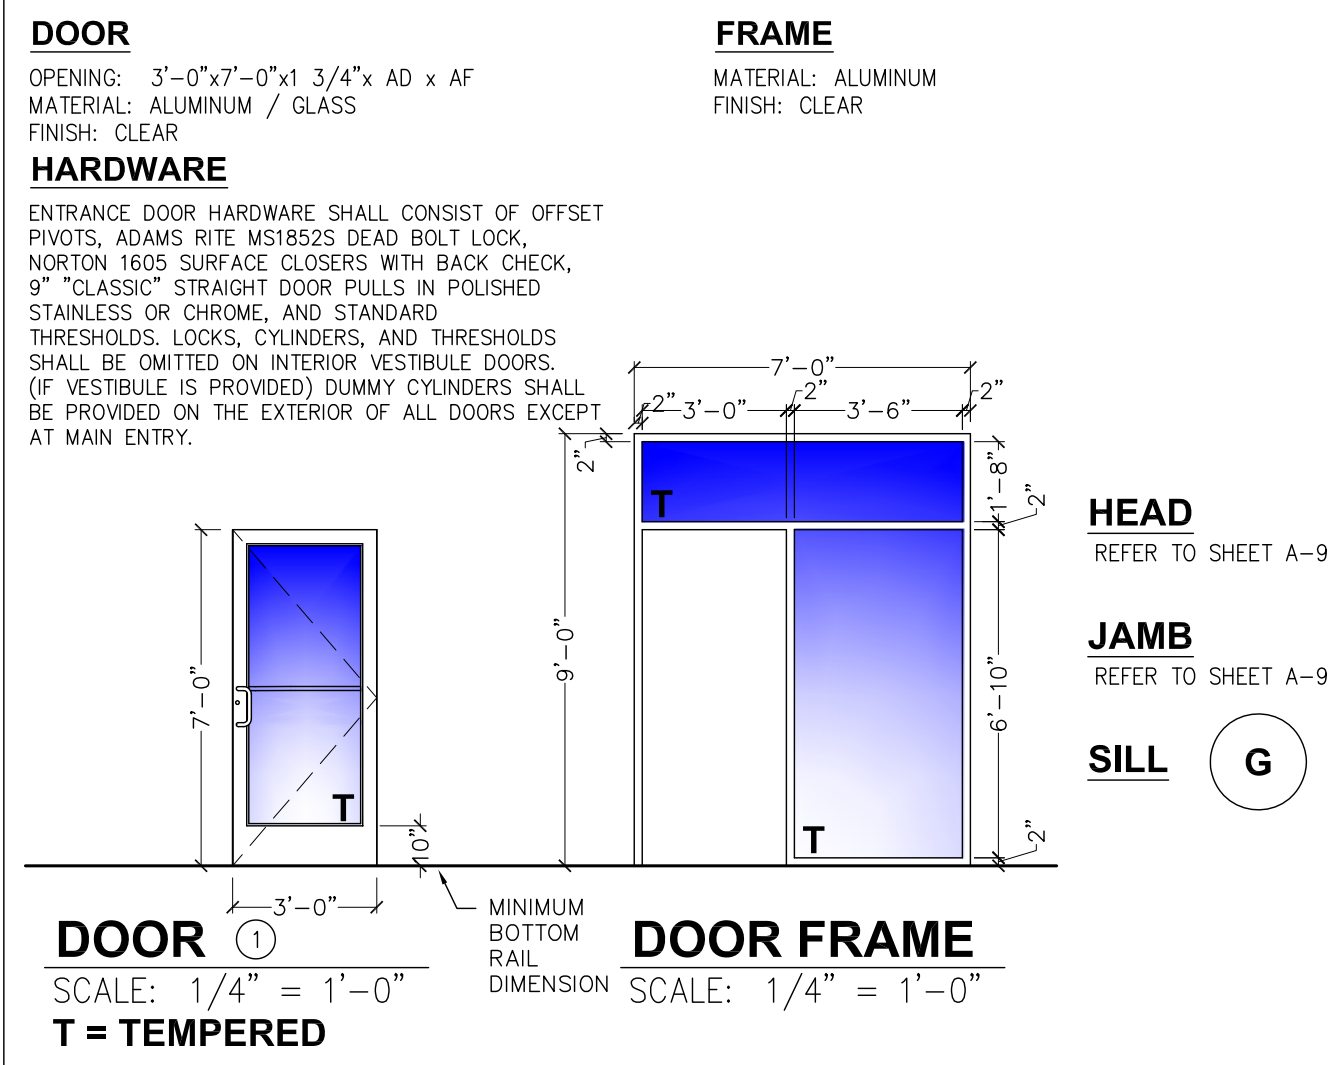 DOOR
OPENING: 3'-0"x7'-0"x1 3/4"x AD x AF
MATERIAL: ALUMINUM / GLASS
FINISH: CLEAR
FRAME
MATERIAL: ALUMINUM
FINISH: CLEAR
HARDWARE
ENTRANCE DOOR HARDWARE SHALL CONSIST OF OFFSET
PIVOTS, ADAMS RITE MS1852S DEAD BOLT LOCK,
NORTON 1605 SURFACE CLOSERS WITH BACK CHECK,
9" "CLASSIC" STRAIGHT DOOR PULLS IN POLISHED
STAINLESS OR CHROME, AND STANDARD
THRESHOLDS. LOCKS, CYLINDERS, AND THRESHOLDS
SHALL BE OMITTED ON INTERIOR VESTIBULE DOORS.
(IF VESTIBULE IS PROVIDED) DUMMY CYLINDERS SHALL
BE PROVIDED ON THE EXTERIOR OF ALL DOORS EXCEPT
AT MAIN ENTRY.
7'-0"
10"
3'-0"
T
MINIMUM
BOTTOM
RAIL
DIMENSION
DOOR 1
SCALE: 1/4" = 1'-0"
T = TEMPERED
7'-0"
2"
3'-0"
2"
3'-6"
2"
2"
9'-0"
1'-8"
2"
6'-10"
2"
T
T
DOOR FRAME
SCALE: 1/4" = 1'-0"
HEAD
REFER TO SHEET A-9
JAMB
REFER TO SHEET A-9
SILL G